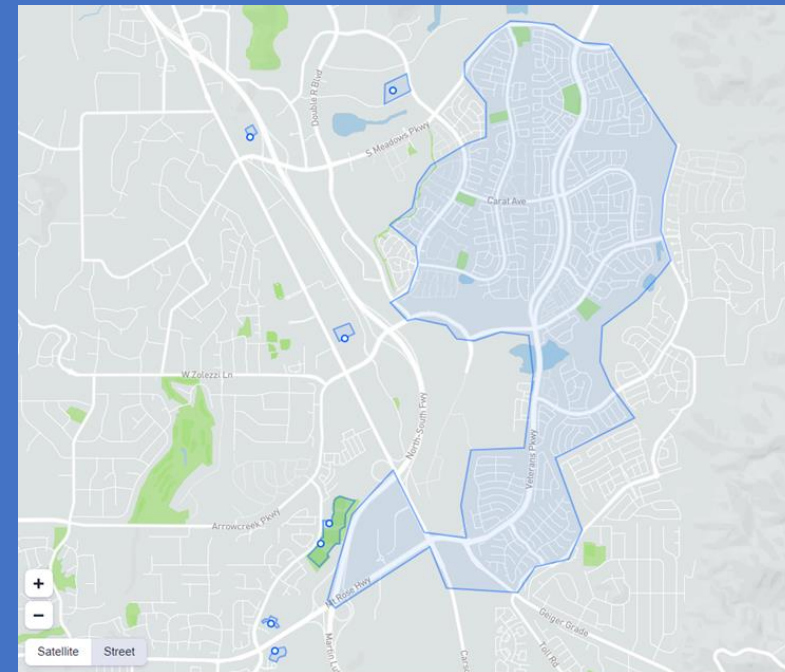 Double R Blvd
S Meadows Pkwy
Carat Ave
W Zolezzi Ln
North-South Fwy
Veterans Pkwy
Arrowcreek Pkwy
Mt Rose Hwy
Geiger Grade
Toll Rd
+
−
Satellite Street